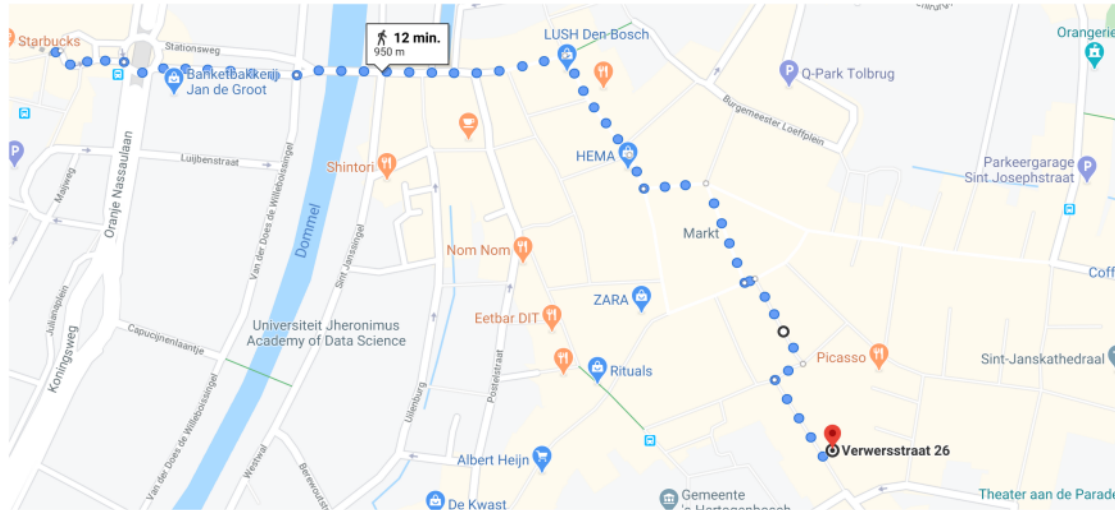 Starbucks
Stationsweg
12 min.
950 m
LUSH Den Bosch
Orangerie
Banketbakkerij
Jan de Groot
Q-Park Tolbrug
Burgemeester Loeffplein
Luijbenstraat
Shintori
HEMA
Parkeergarage
Sint Josephstraat
Maijweg
Oranje Nassaulaan
Van der Does de Willeboissingel
Dommel
Sint Janssingel
Markt
Nom Nom
Coff
ZARA
Julianaplein
Koningsweg
Capucijnenlaantje
Universiteit Jheronimus
Academy of Data Science
Eetbar DIT
Picasso
Sint-Janskathedraal
Rituals
Postelstraat
Uilenburg
Van der Does de Willeboissingel
Westwal
Berewoutstr
Albert Heijn
Verwersstraat 26
De Kwast
Gemeente
's-Hertogenbosch
Theater aan de Parade